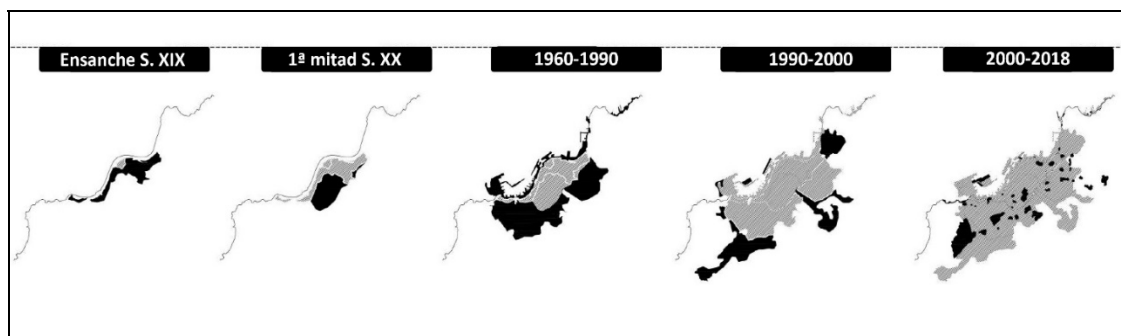 Ensanche S. XIX
1ª mitad S. XX
1960-1990
1990-2000
2000-2018